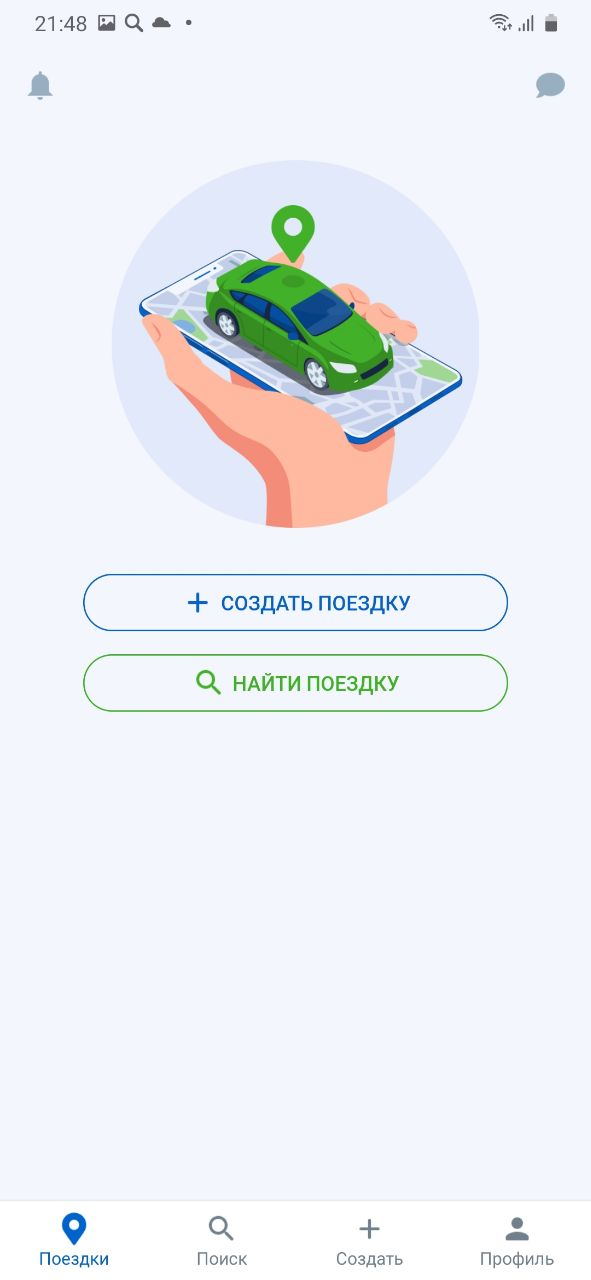 21:48
СОЗДАТЬ ПОЕЗДКУ
НАЙТИ ПОЕЗДКУ
Поездки
Поиск
Создать
Профиль